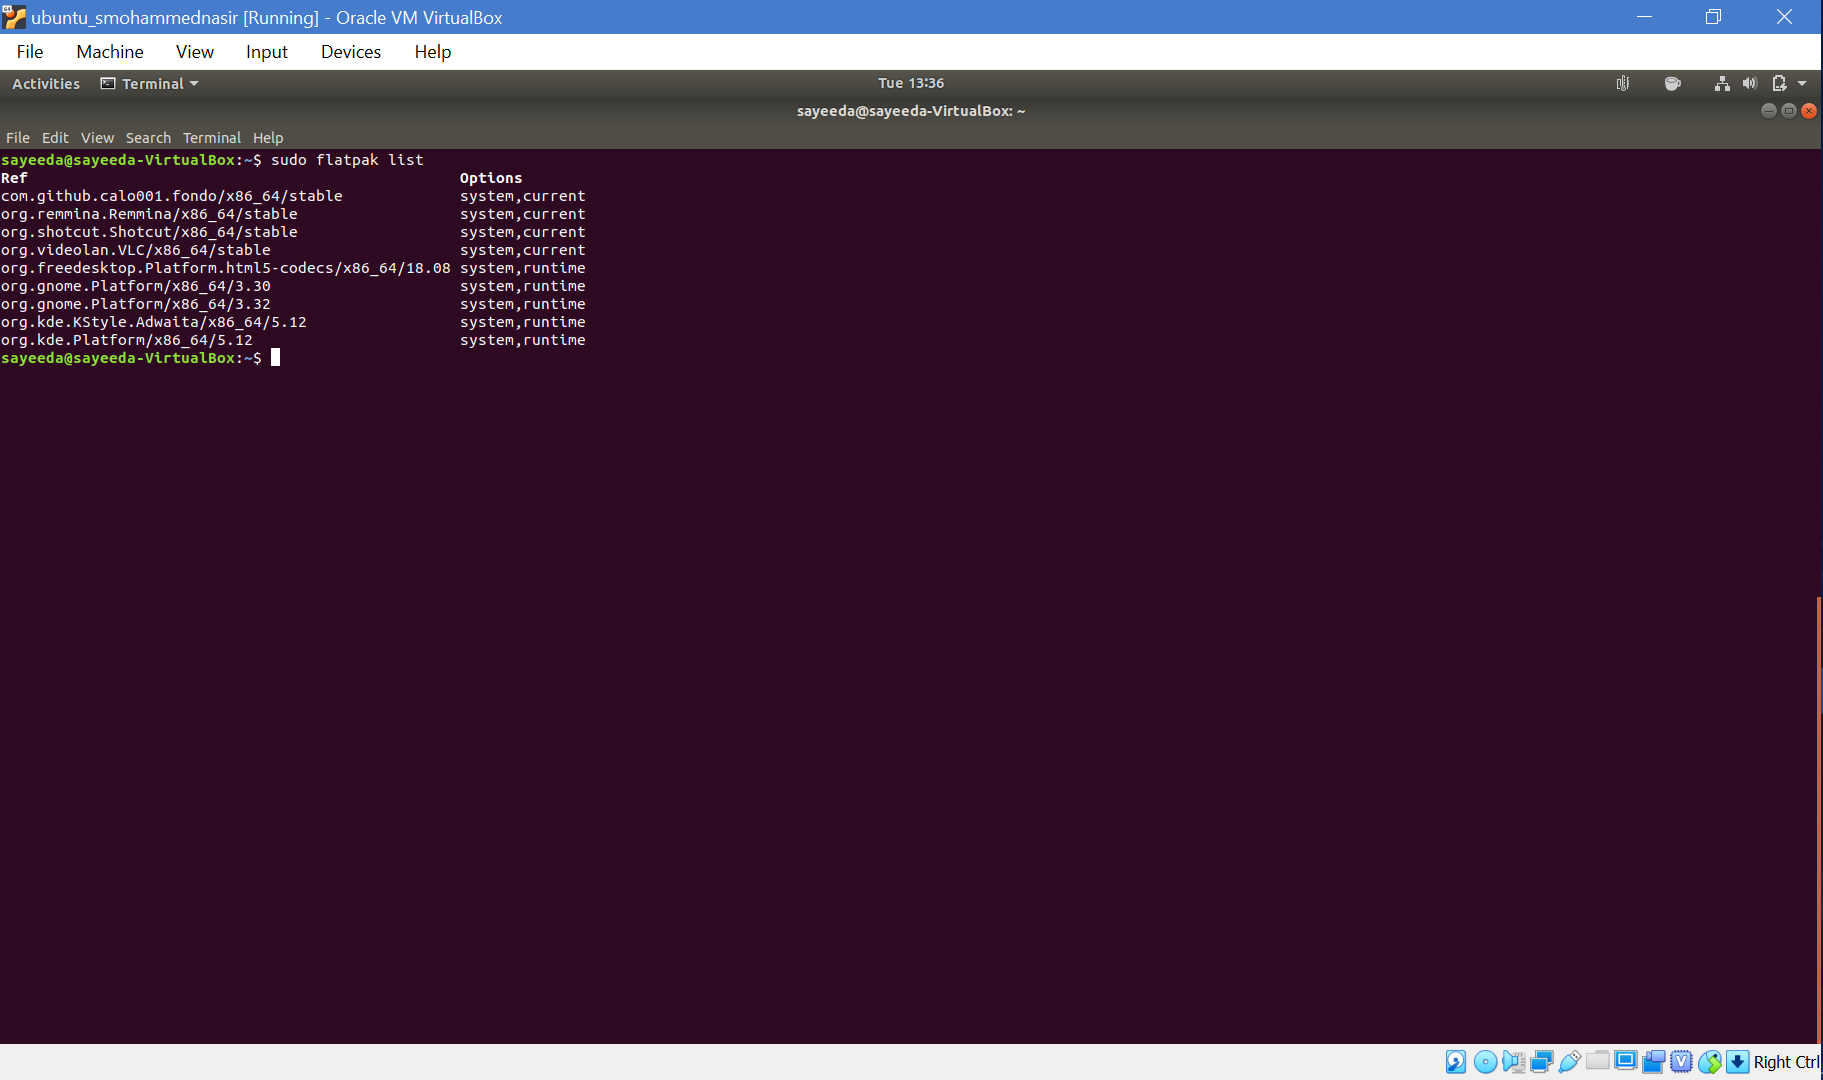 ubuntu_smohammednasir [Running] - Oracle VM VirtualBox
File Machine View Input Devices Help
Activities Terminal Tue 13:36
sayeeda@sayeeda-VirtualBox: ~
File Edit View Search Terminal Help
sayeeda@sayeeda-VirtualBox:~$ sudo flatpak list
Ref Options
com.github.calo001.fondo/x86_64/stable system,current
org.remmina.Remmina/x86_64/stable system,current
org.shotcut.Shotcut/x86_64/stable system,current
org.videolan.VLC/x86_64/stable system,current
org.freedesktop.Platform.html5-codecs/x86_64/18.08 system,runtime
org.gnome.Platform/x86_64/3.30 system,runtime
org.gnome.Platform/x86_64/3.32 system,runtime
org.kde.KStyle.Adwaita/x86_64/5.12 system,runtime
org.kde.Platform/x86_64/5.12 system,runtime
sayeeda@sayeeda-VirtualBox:~$
Right Ctrl